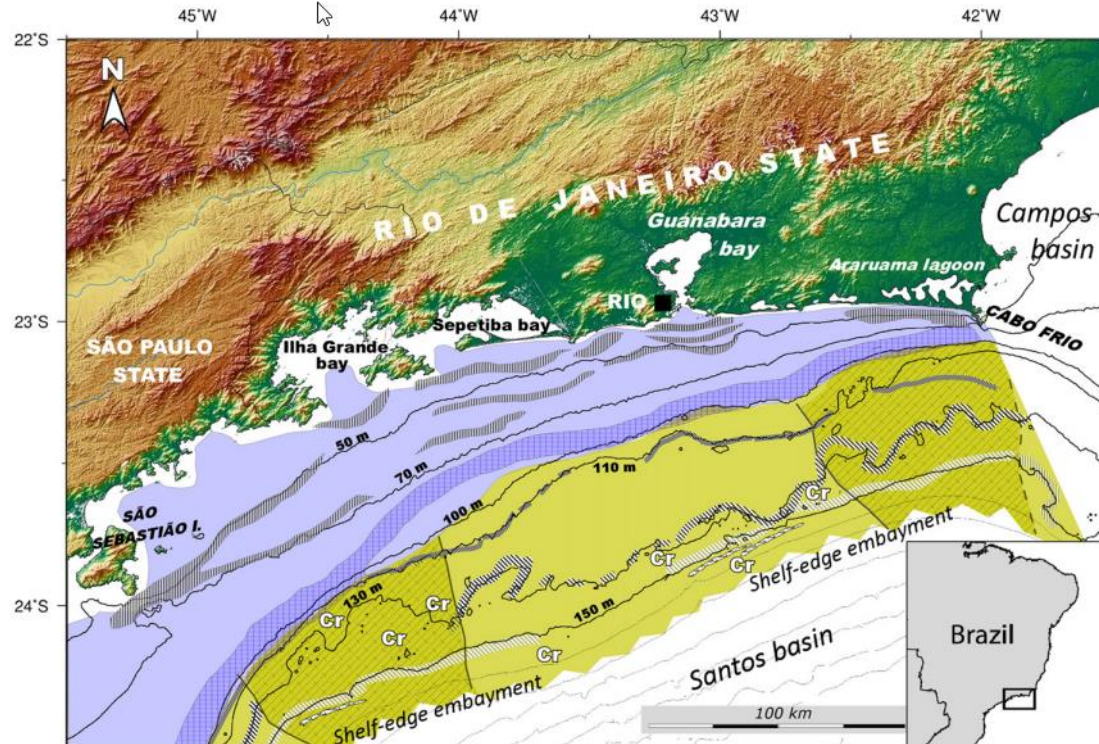 45°W
44°W
43°W
42°W
22°S
N
RIO DE JANEIRO STATE
Guanabara
bay
Campos
basin
Araruama lagoon
RIO
23°S
CABO FRIO
Sepetiba bay
SÃO PAULO
STATE
Ilha Grande
bay
50 m
70 m
110 m
100 m
Cr
SÃO
SEBASTIÃO I.
Cr
Cr
Shelf-edge embayment
24°S
130 m
Cr
150 m
Cr
Cr
Brazil
Cr
Santos basin
Shelf-edge embayment
100 km